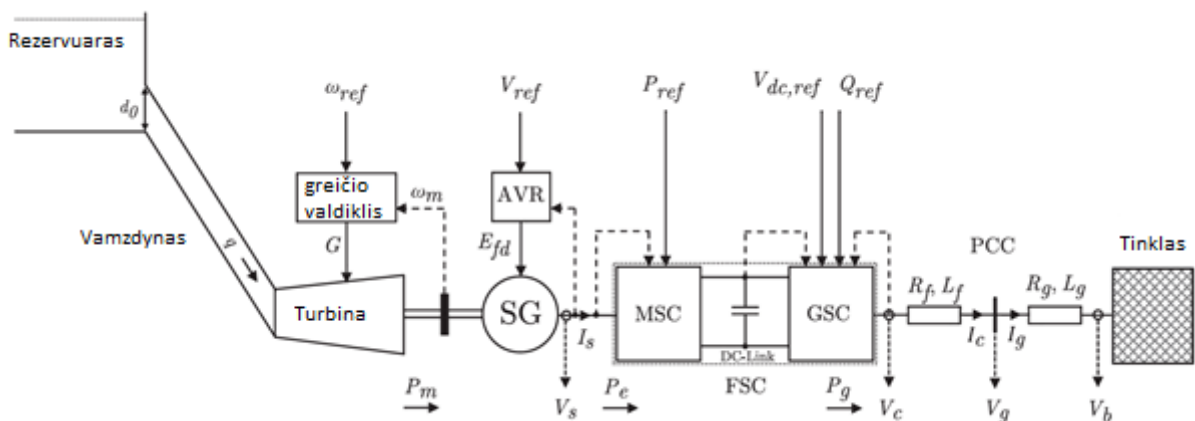 Rezervuaras
d0
Vamzdynas
q
ωref
greičio
valdiklis
ωm
G
Turbina
Pm
Vref
AVR
Efd
SG
Is
Vs
Pref
MSC
Pe
DC-Link
FSC
Vdc,ref
Qref
GSC
Pg
Vc
Rf, Lf
Ic
PCC
Vg
Ig
Rg, Lg
Vb
Tinklas